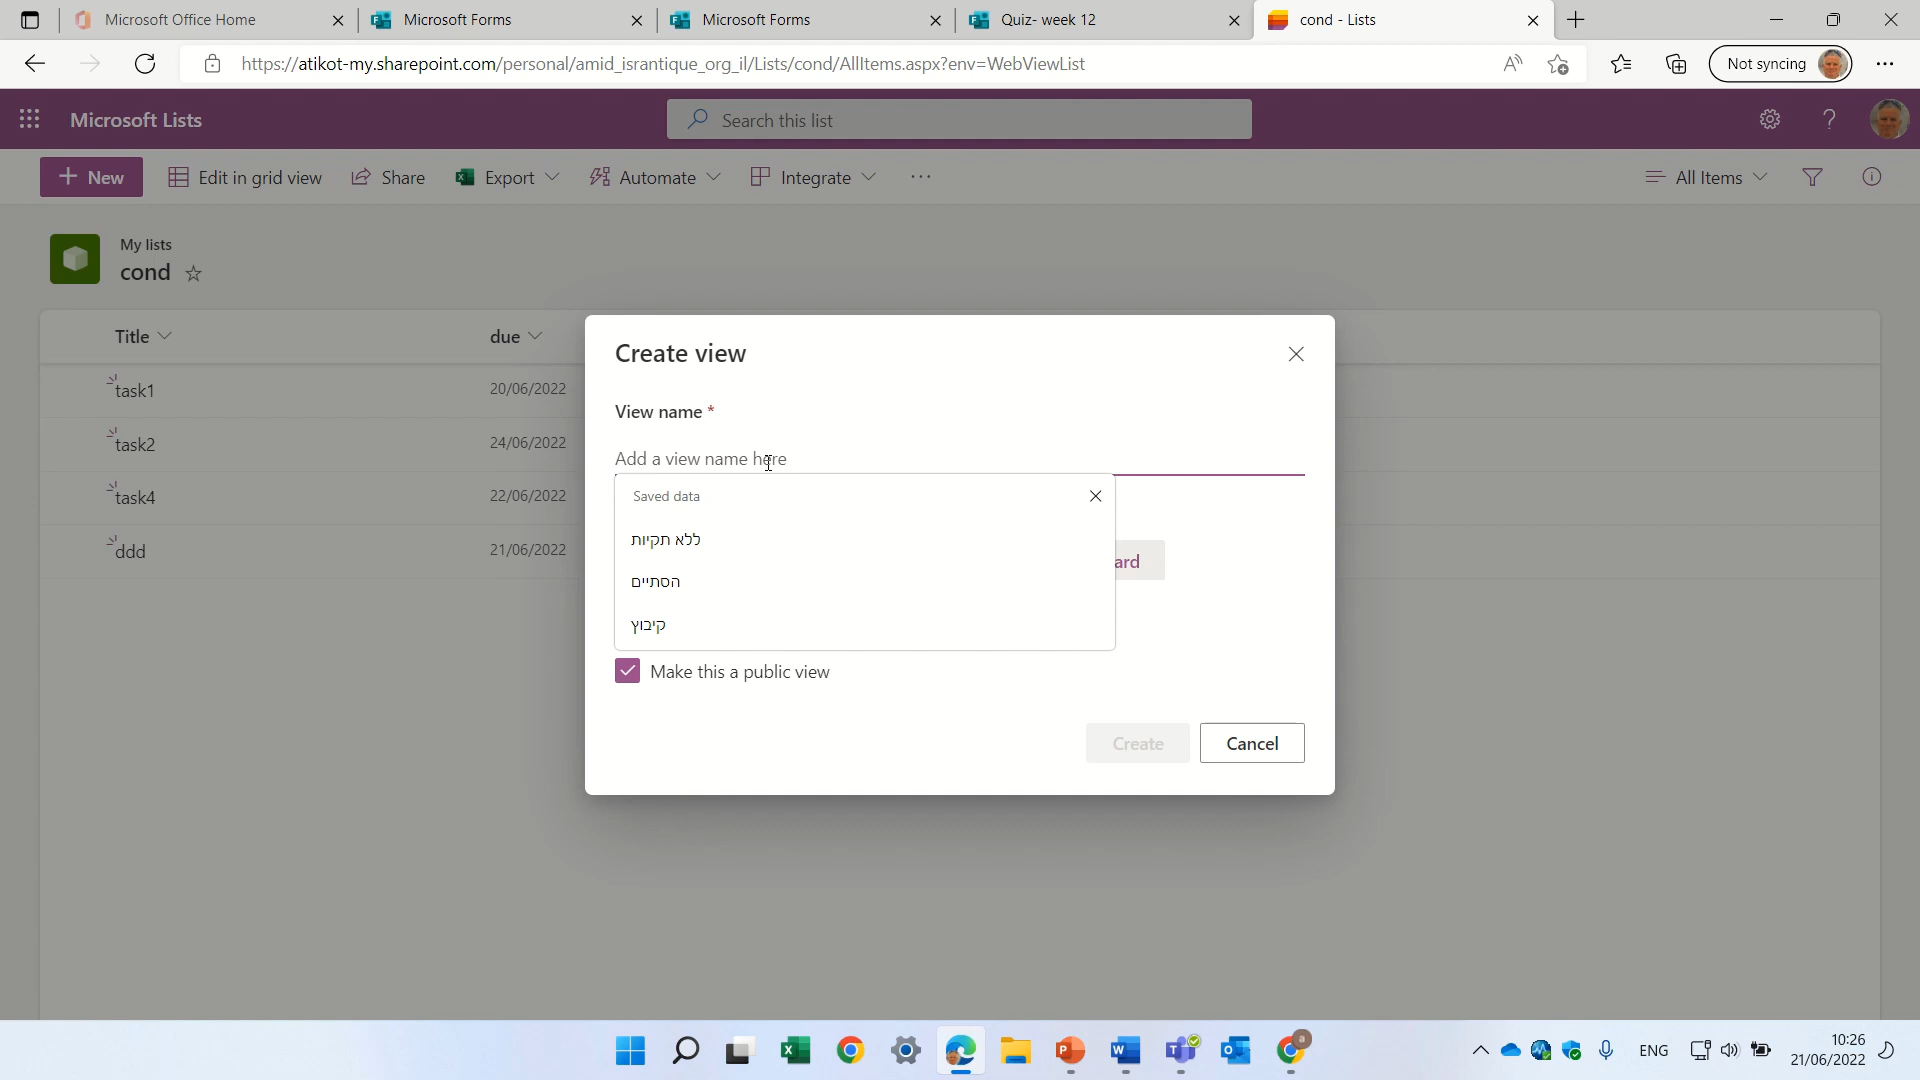 Microsoft Office Home
Microsoft Forms
Microsoft Forms
Quiz- week 12
cond - Lists
https://atikot-my.sharepoint.com/personal/amid_israntique_org_il/Lists/cond/AllItems.aspx?env=WebViewList
Not syncing
Microsoft Lists
Search this list
New
Edit in grid view
Share
Export
Automate
Integrate
All Items
My lists
cond
Title
due
task1
20/06/2022
task2
24/06/2022
task4
22/06/2022
ddd
21/06/2022
Create view
View name *
Add a view name here
Saved data
ללא תקיות
הסתיים
קיבוץ
ard
Make this a public view
Create
Cancel
ENG
10:26
21/06/2022